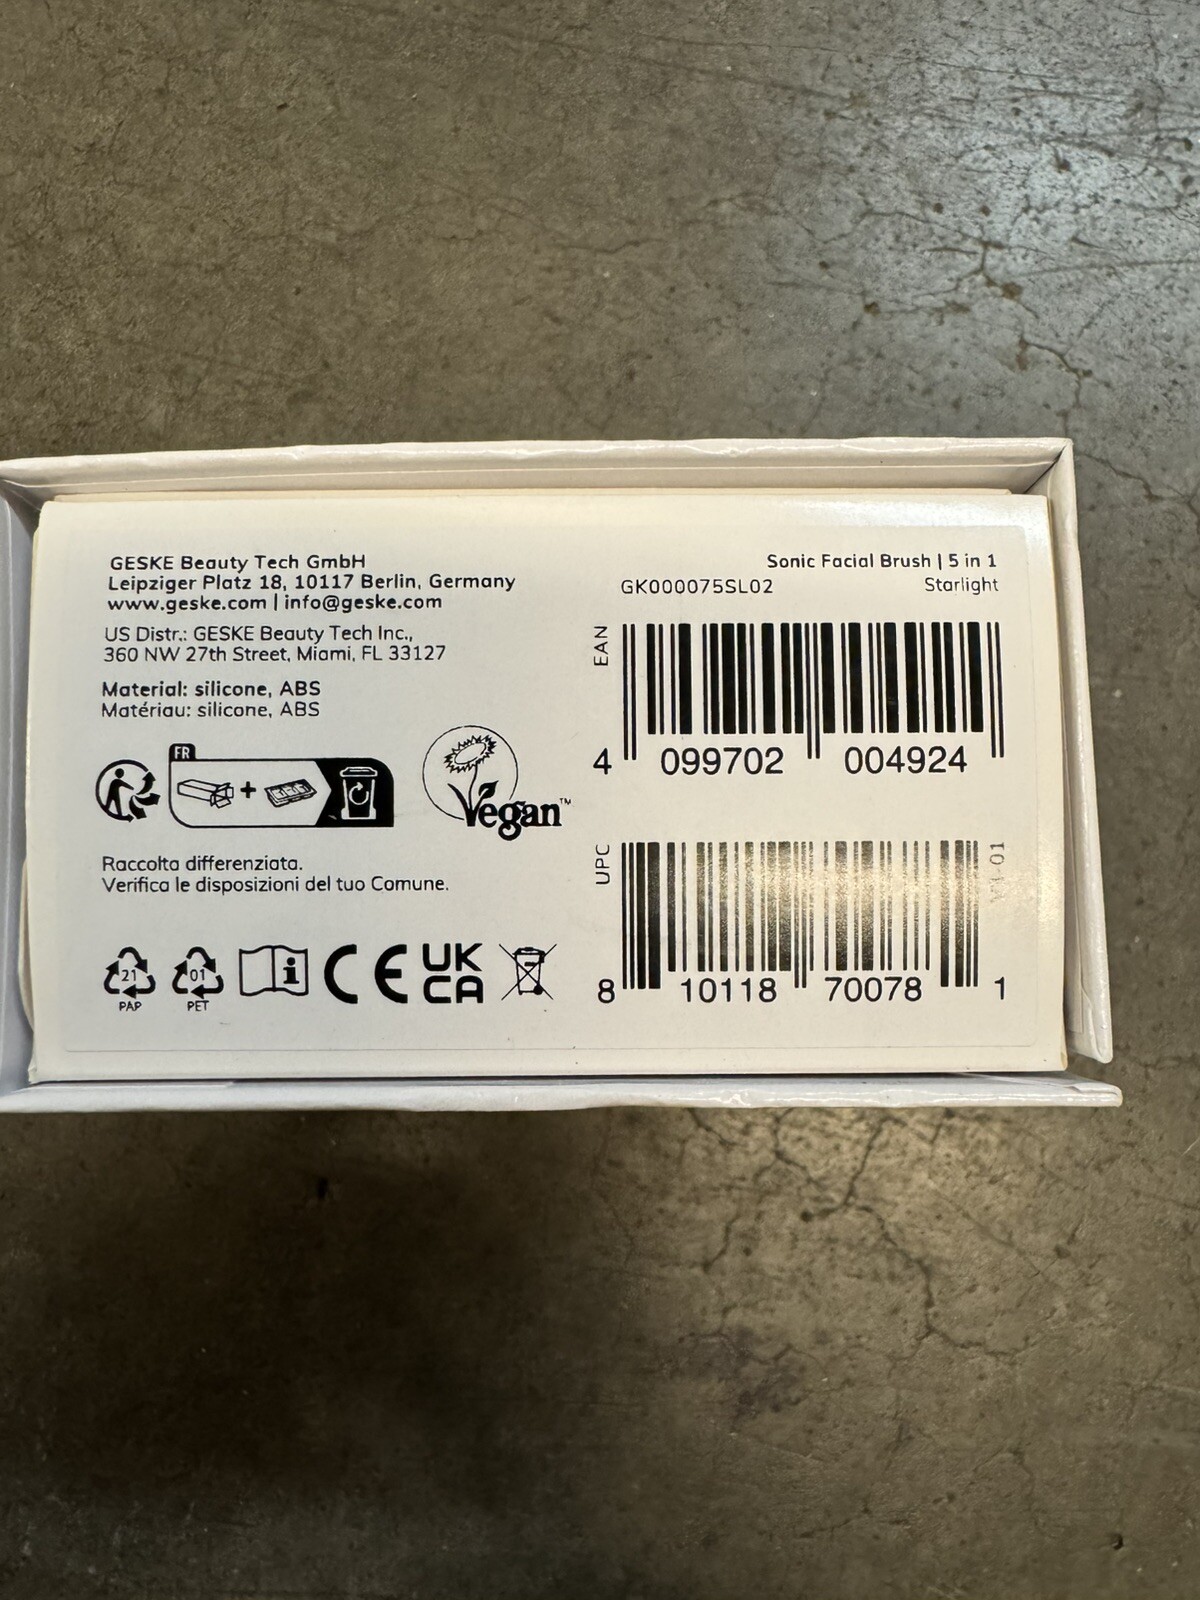 GESKE Beauty Tech GmbH
Leipziger Platz 18, 10117 Berlin, Germany
www.geske.com | info@geske.com
US Distr.: GESKE Beauty Tech Inc.,
360 NW 27th Street, Miami, FL 33127
Material: silicone, ABS
Matériau: silicone, ABS
FR
Vegan™
Raccolta differenziata.
Verifica le disposizioni del tuo Comune.
21
PAP
01
PET
i
CE
UK
CA
Sonic Facial Brush | 5 in 1
GK000075SL02 Starlight
EAN
4 099702 004924
UPC
8 10118 70078 1